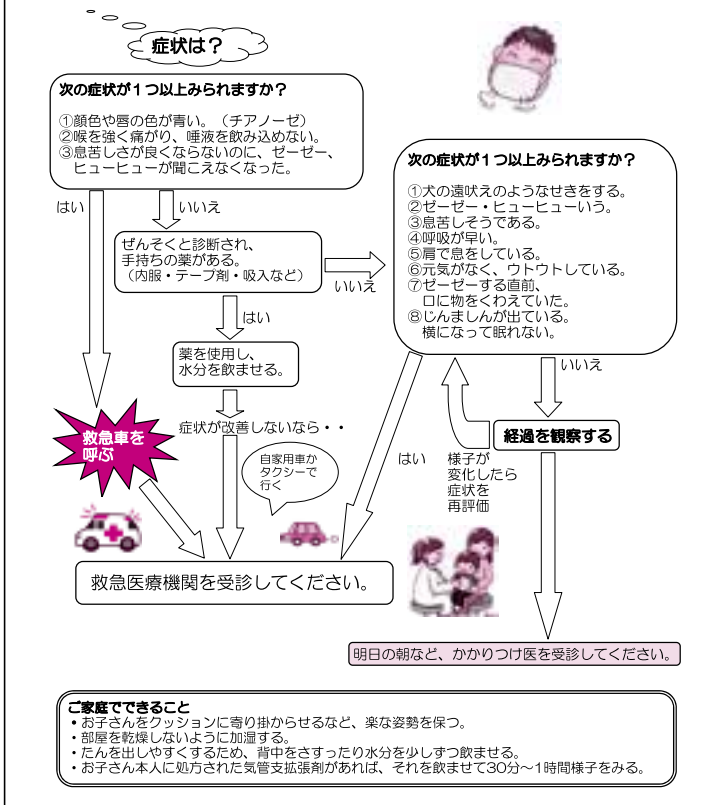 症状は？
次の症状が１つ以上みられますか？
①顔色や唇の色が青い。（チアノーゼ）
②喉を強く痛がり、唾液を飲み込めない。
③息苦しさが良くならないのに、ゼーゼー、
ヒューヒューが聞こえなくなった。
はい
いいえ
ぜんそくと診断され、
手持ちの薬がある。
（内服・テープ剤・吸入など）
いいえ
はい
薬を使用し、
水分を飲ませる。
症状が改善しないなら・・
救急車を
呼ぶ
自家用車か
タクシーで
行く
次の症状が１つ以上みられますか？
①犬の遠吠えのようなせきをする。
②ゼーゼー・ヒューヒューいう。
③息苦しそうである。
④呼吸が早い。
⑤肩で息をしている。
⑥元気がなく、ウトウトしている。
⑦ゼーゼーする直前、
口に物をくわえていた。
⑧じんましんが出ている。
横になって眠れない。
いいえ
経過を観察する
はい
様子が
変化したら
症状を
再評価
救急医療機関を受診してください。
明日の朝など、かかりつけ医を受診してください。
ご家庭でできること
・お子さんをクッションに寄り掛からせるなど、楽な姿勢を保つ。
・部屋を乾燥しないように加湿する。
・たんを出しやすくするため、背中をさすったり水分を少しずつ飲ませる。
・お子さん本人に処方された気管支拡張剤があれば、それを飲ませて30分～1時間様子をみる。